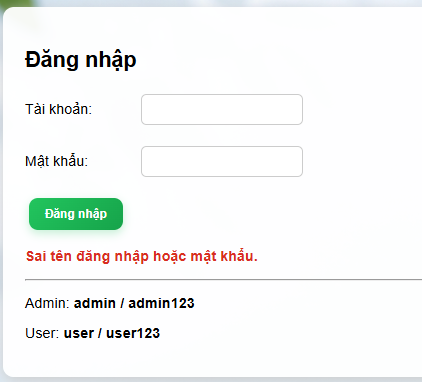 Đăng nhập
Tài khoản:
Mật khẩu:
Đăng nhập
Sai tên đăng nhập hoặc mật khẩu.
Admin: admin / admin123
User: user / user123